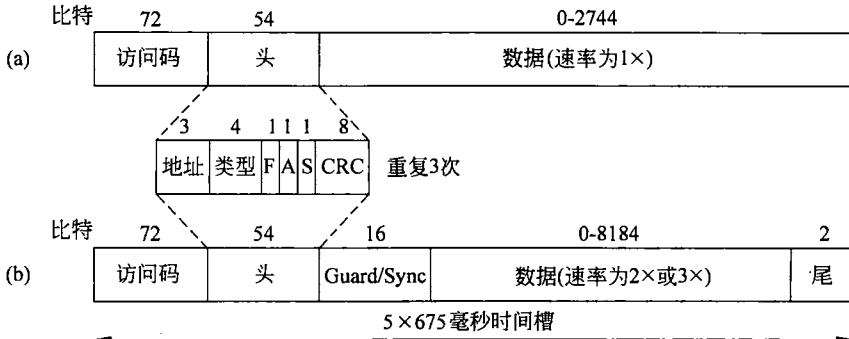 比特 72 54 0-2744
(a) 访问码 头 数据(速率为1×)
3 4 1 1 1 8
地址 类型 F A S CRC 重复3次
比特 72 54 16 0-8184 2
(b) 访问码 头 Guard/Sync 数据(速率为2×或3×) 尾
5×675毫秒时间槽